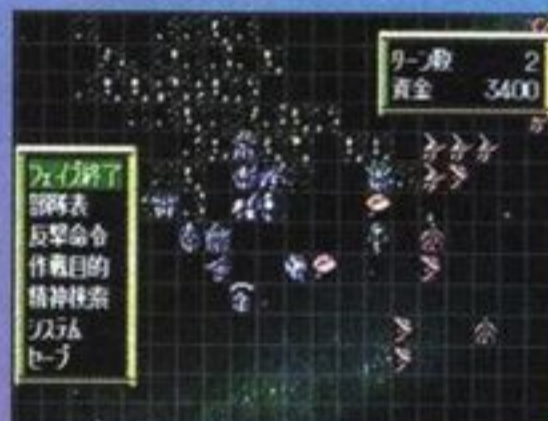 ターン数 2
資金 3400
フェイズ終了
部隊表
反撃命令
作戦目的
精神検索
システム
セーブ